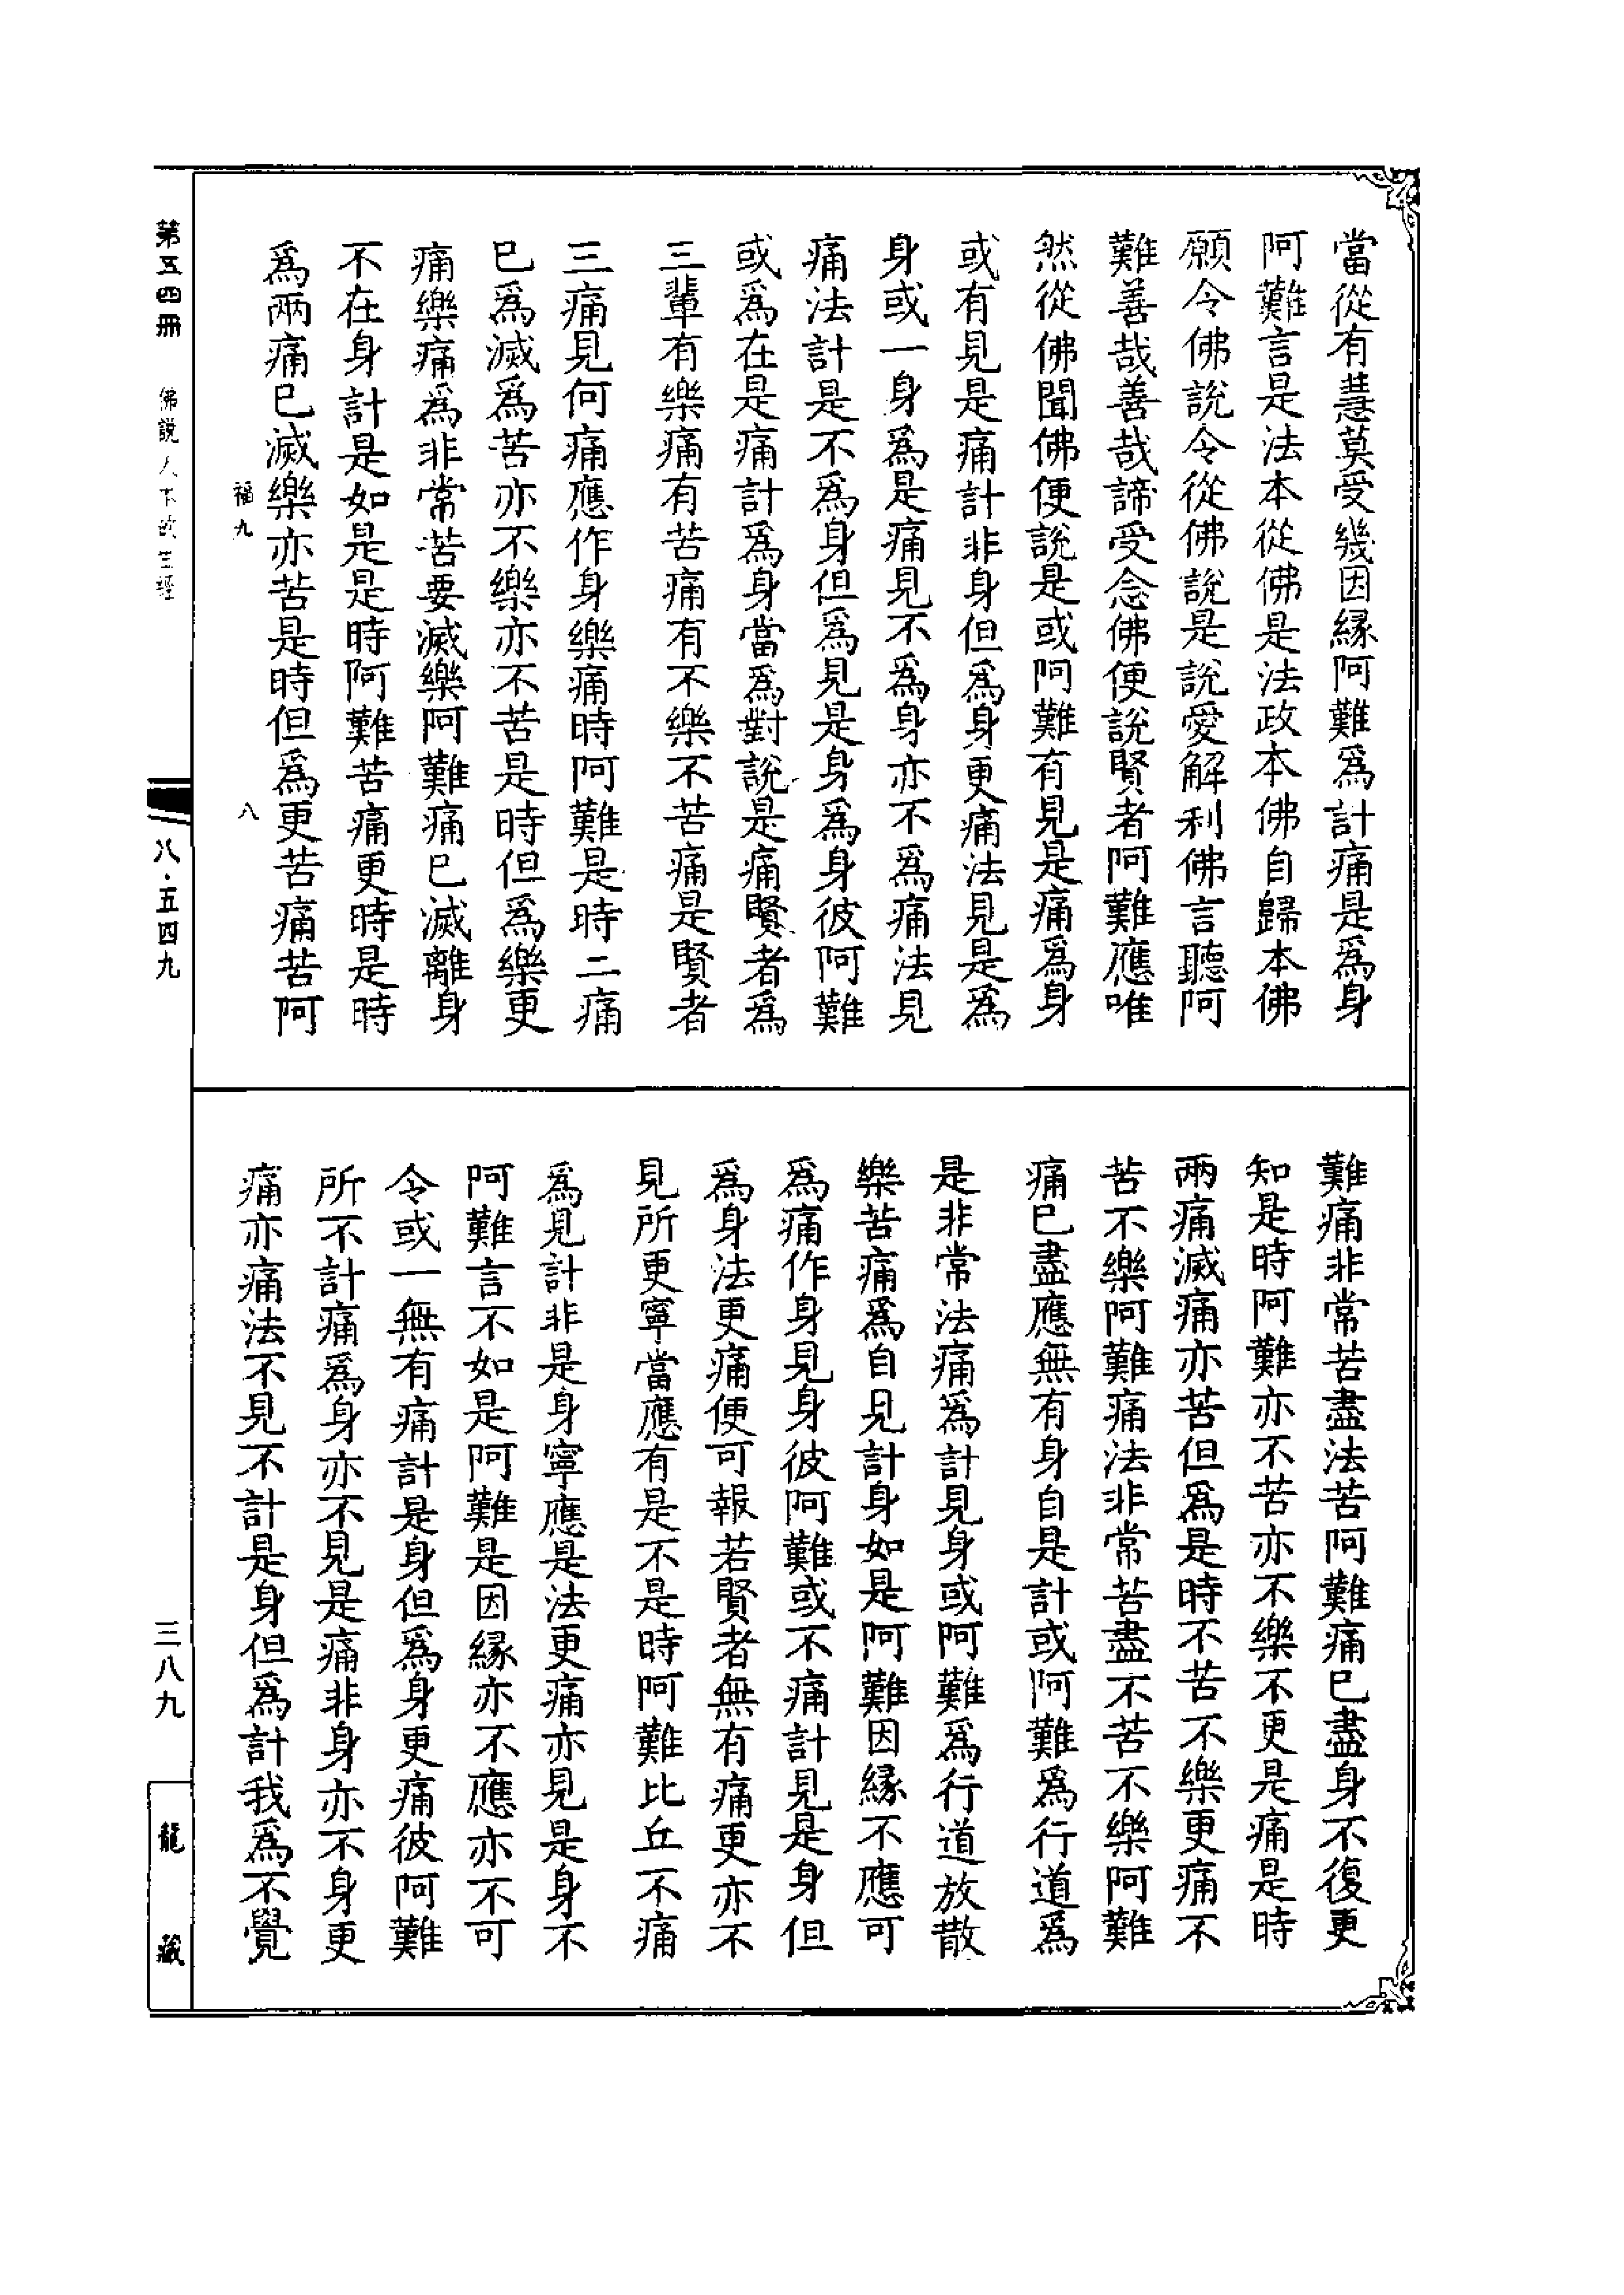 當從有慧莫受幾因緣阿難爲計痛是爲身
阿難言是法本從佛是法政本佛自歸本佛
願令佛說令從佛說是說愛解利佛言聽阿
難善哉善哉諦受念佛便說賢者阿難應唯
然從佛聞佛便說是或阿難有見是痛爲身
或有見是痛計非身但爲身更痛法見是爲
身或一身爲是痛見不爲身亦不爲痛法見
痛法計是不爲身但爲見是身爲身彼阿難
或爲在是痛計爲身當爲對說是痛賢者爲
三輩有樂痛有苦痛有不樂不苦痛是賢者
三痛見何痛應作身樂痛時阿難是時二痛
已爲滅爲苦亦不樂亦不苦是時但爲樂更
痛樂痛爲非常苦要滅樂阿難痛已滅離身
不在身計是如是是時阿難苦痛更時是時
爲兩痛已滅樂亦苦是時但爲更苦痛苦阿
福九
八
難痛非常苦盡法苦阿難痛已盡身不復更
知是時阿難亦不苦亦不樂不更是痛是時
兩痛滅痛亦苦但爲是時不苦不樂更痛不
苦不樂阿難痛法非常苦盡不苦不樂阿難
痛已盡應無有身自是計或阿難爲行道爲
是非常法痛爲計見身或阿難爲行道放散
樂苦痛爲自見計身如是阿難因緣不應可
爲痛作身見身彼阿難或不痛計見是身但
爲身法更痛便可報若賢者無有痛更亦不
見所更寧當應有是不是時阿難比丘不痛
爲見計非是身寧應是法更痛亦見是身不
阿難言不如是阿難是因緣亦不應亦不可
令或一無有痛計是身但爲身更痛彼阿難
所不計痛爲身亦不見是痛非身亦不身更
痛亦痛法不見不計是身但爲計我爲不覺
第五四冊
佛說人本欲生經
八·五四九
三八九
龍藏